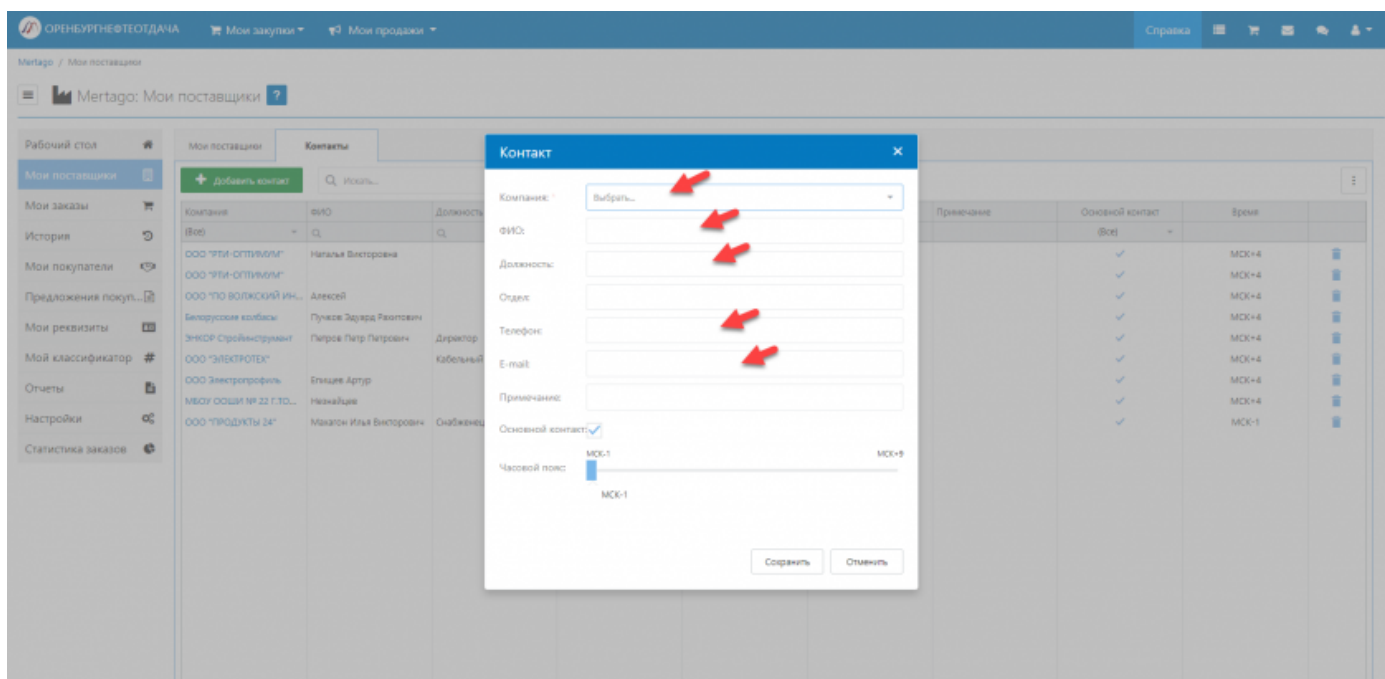 ОРЕНБУРГНЕФТЕОТДАЧА Мои закупки Мои продажи Справка
Mertago / Мои поставщики
Mertago: Мои поставщики ?
Рабочий стол
Мои поставщики
Мои заказы
История
Мои покупатели
Предложения покуп...
Мои реквизиты
Мой классификатор
Отчеты
Настройки
Статистика заказов
Мои поставщики Контакты
Добавить контакт Искать...
Компания ФИО Должность Примечание Основной контакт Время
(Все) (Все)
ООО "РТИ-ОПТИМУМ" Наталья Викторовна МСК+4
ООО "РТИ-ОПТИМУМ" МСК+4
ООО "ПО ВОЛЖСКИЙ ИН... Алексей МСК+4
Белорусские колбасы Пучков Эдуард МСК+4
ЭНКОР Стройинструмент Петров Петр Петрович Директор МСК+4
ООО "ЭЛЕКТРОТЕХ" Кабельный МСК+4
ООО Электропрофиль Епищев Артур МСК+4
МБОУ ООШИ № 22 Г.ТО... Незнайцев МСК+4
ООО "ПРОДУКТЫ 24" Макагон Илья Викторович Снабженец МСК-1
Контакт
Компания: * Выбрать...
ФИО:
Должность:
Отдел:
Телефон:
E-mail:
Примечание:
Основной контакт:
МСК-1 МСК+9
Часовой пояс:
МСК-1
Сохранить Отменить